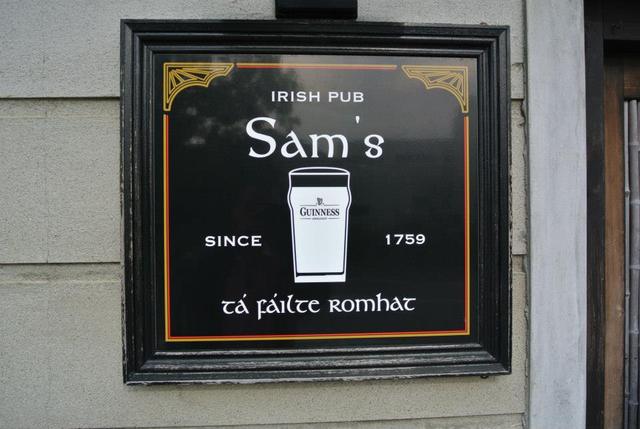 IRISH PUB
Sam's
GUINNESS
SINCE 1759
tá fáilte romhat